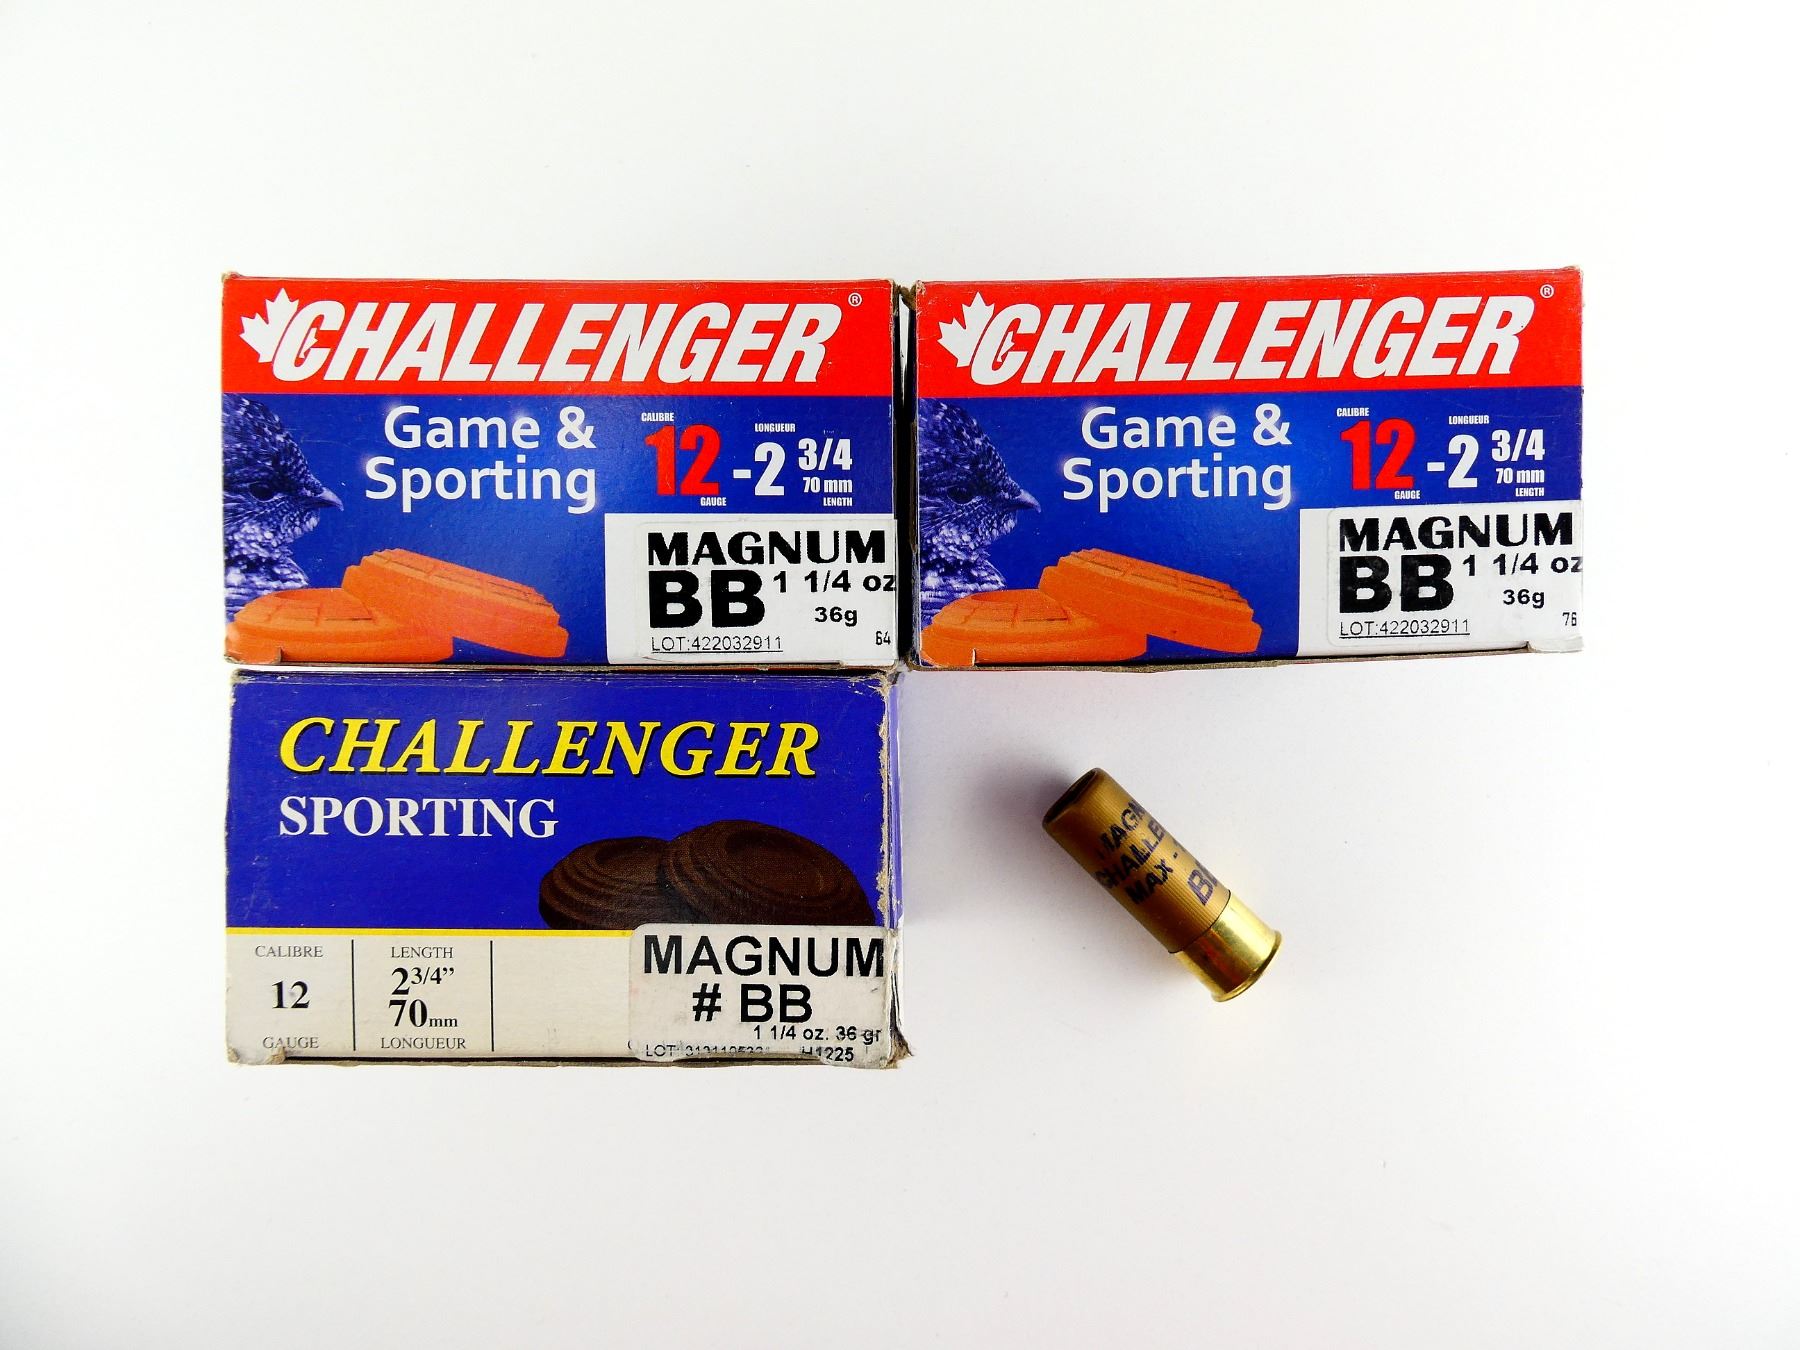 CHALLENGER®
Game &
Sporting
CALIBRE
12
GAUGE
LONGUEUR
-2 3/4
70 mm
LENGTH
MAGNUM
BB 1 1/4 oz
36g
LOT:422032911
64
CHALLENGER®
Game &
Sporting
CALIBRE
12
GAUGE
LONGUEUR
-2 3/4
70 mm
LENGTH
MAGNUM
BB 1 1/4 oz
36g
LOT:422032911
76
CHALLENGER
SPORTING
CALIBRE
12
GAUGE
LENGTH
2 3/4"
70mm
LONGUEUR
MAGNUM
# BB
1 1/4 oz. 36 gr
LOT: H1225
MAX -